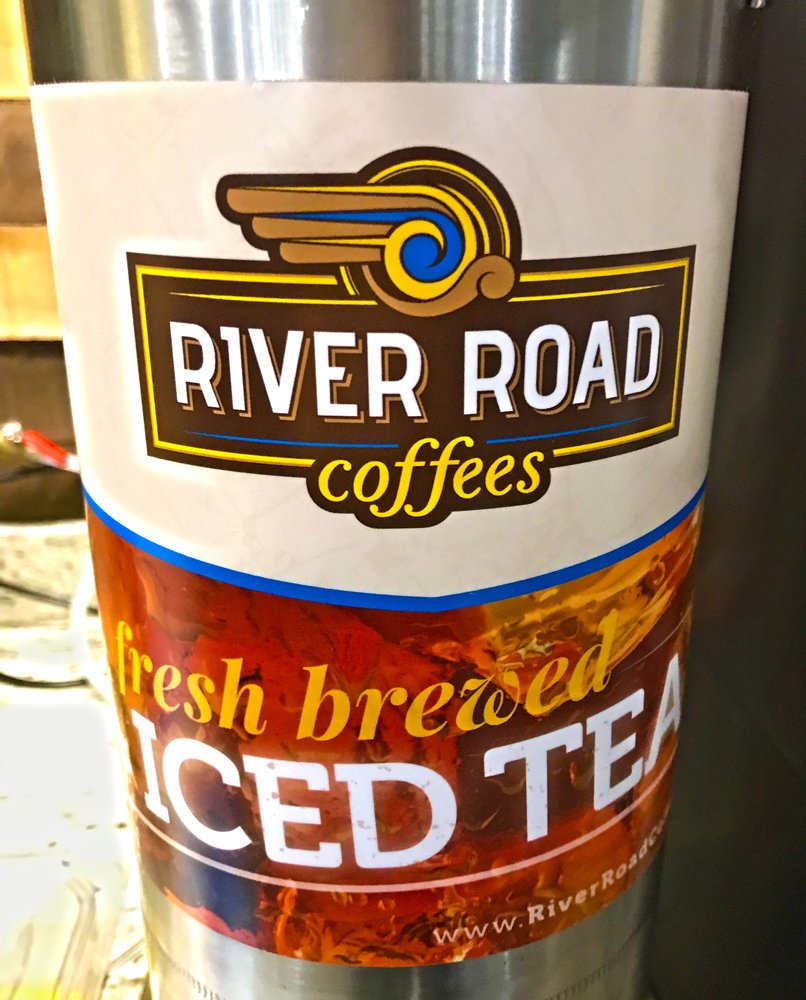 RIVER ROAD
coffees
fresh brewed
ICED TEA